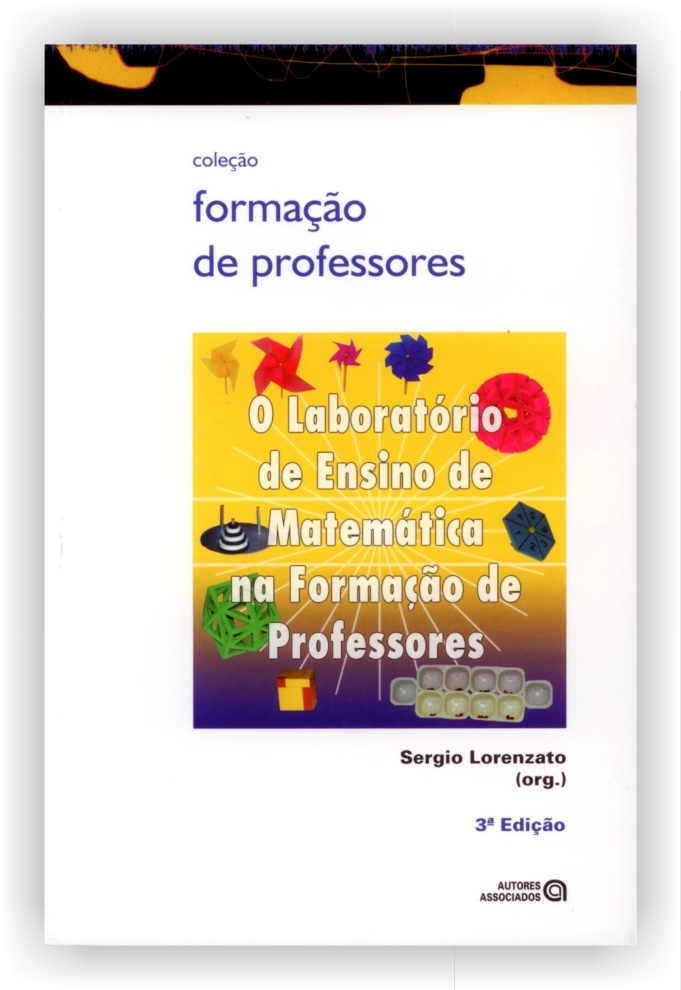 coleção
formação
de professores
O Laboratório
de Ensino de
Matemática
na Formação de
Professores
Sergio Lorenzato
(org.)
3ª Edição
AUTORES
ASSOCIADOS